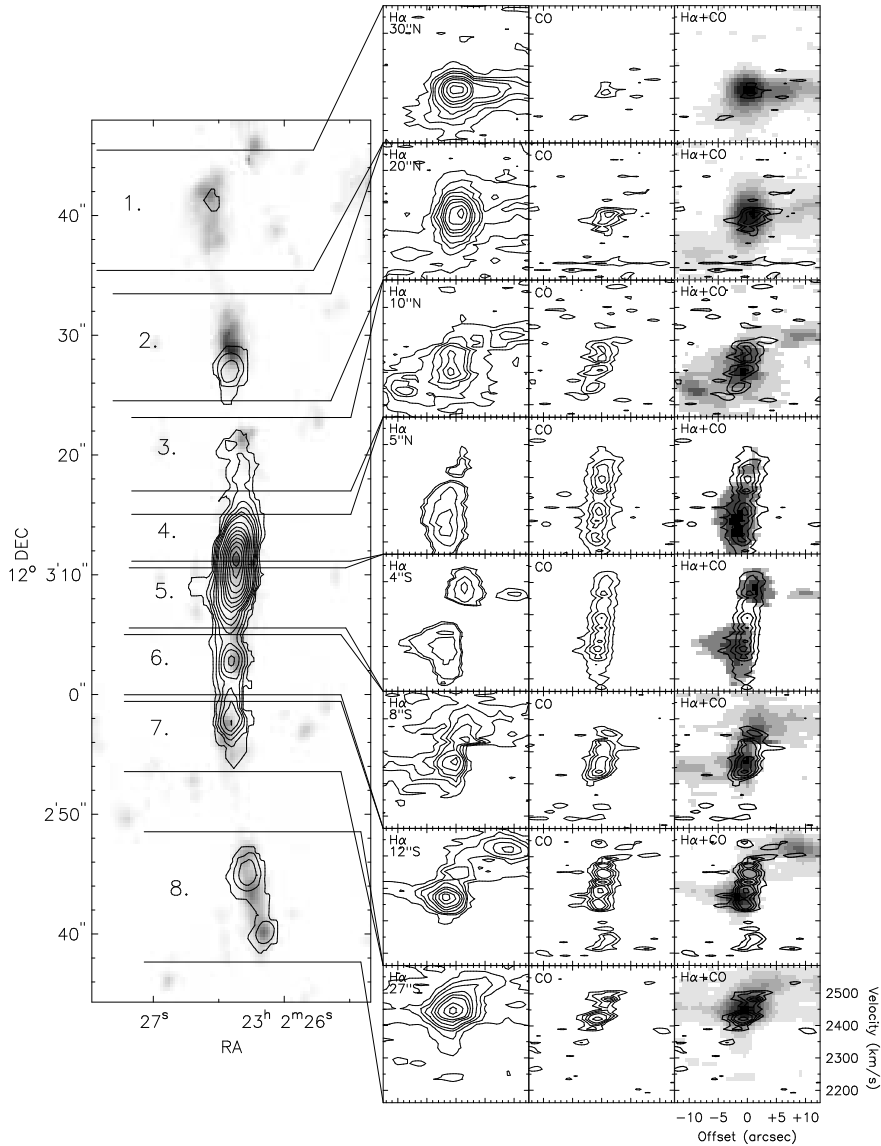 Hα
30"N
CO
Hα+CO
Hα
20"N
CO
Hα+CO
Hα
10"N
CO
Hα+CO
Hα
5"N
CO
Hα+CO
Hα
4"S
CO
Hα+CO
Hα
8"S
CO
Hα+CO
Hα
12"S
CO
Hα+CO
Hα
27"S
CO
Hα+CO
1.
2.
3.
4.
5.
6.
7.
8.
40"
30"
20"
12° 3'10"
0"
2'50"
40"
DEC
27ˢ
23ʰ 2ᵐ26ˢ
RA
2500
2400
2300
2200
Velocity (km/s)
-10 -5 0 +5 +10
Offset (arcsec)